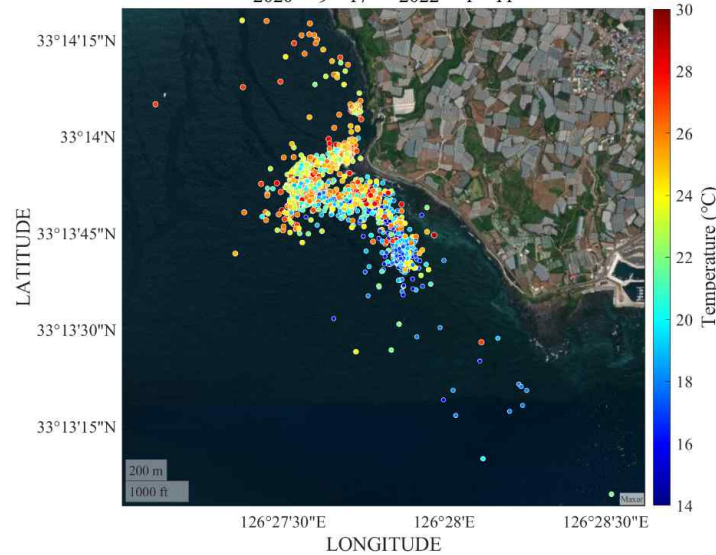 30
33°14'15"N
28
33°14'N
26
24
33°13'45"N
LATITUDE
22
Temperature (°C)
20
33°13'30"N
18
33°13'15"N
16
200 m
1000 ft
Maxar
14
126°27'30"E
126°28'E
126°28'30"E
LONGITUDE